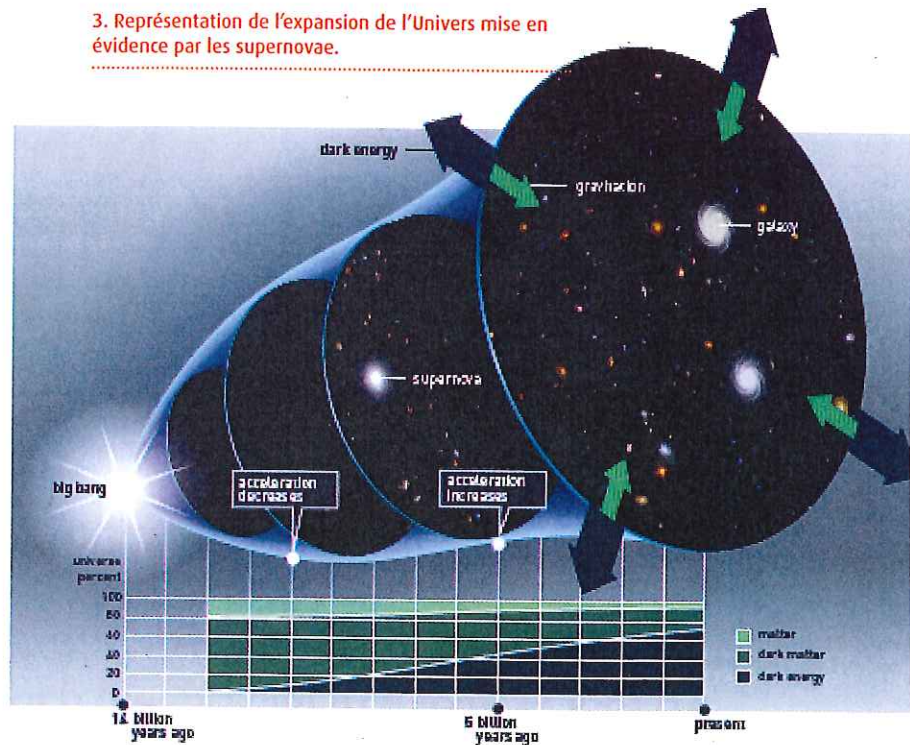 3. Représentation de l'expansion de l'Univers mise en
évidence par les supernovae.
dark energy
gravitation
galaxy
supernova
big bang
acceleration
decreases
acceleration
increases
universe
percent
100
80
60
40
20
0
matter
dark matter
dark energy
14 billion
years ago
5 billion
years ago
present